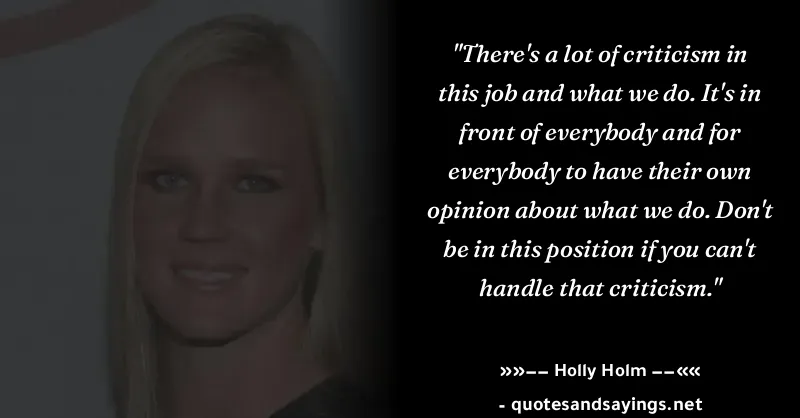 "There's a lot of criticism in
this job and what we do. It's in
front of everybody and for
everybody to have their own
opinion about what we do. Don't
be in this position if you can't
handle that criticism."
»»–– Holly Holm ––««
- quotesandsayings.net